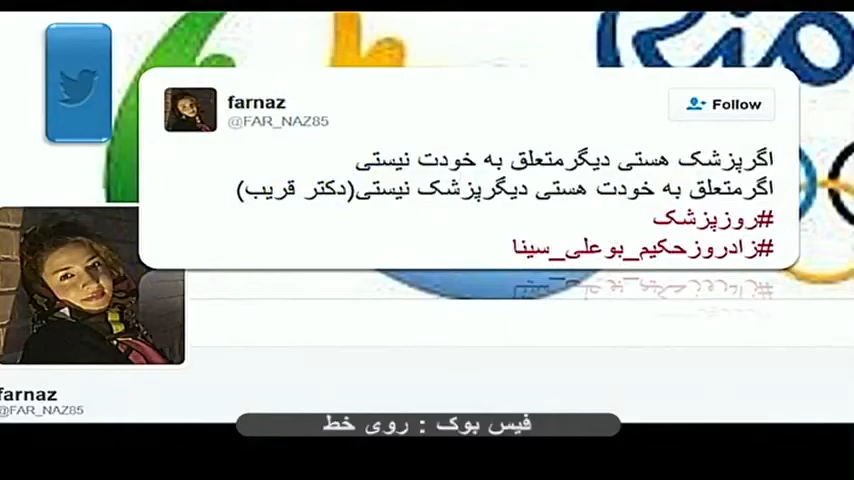 farnaz
@FAR_NAZ85
Follow
اگرپزشک هستی دیگرمتعلق به خودت نیستی
اگرمتعلق به خودت هستی دیگرپزشک نیستی(دکتر قریب)
#روزپزشک
#زادروزحکیم_بوعلی_سینا
farnaz
@FAR_NAZ85
فیس بوک : روی خط